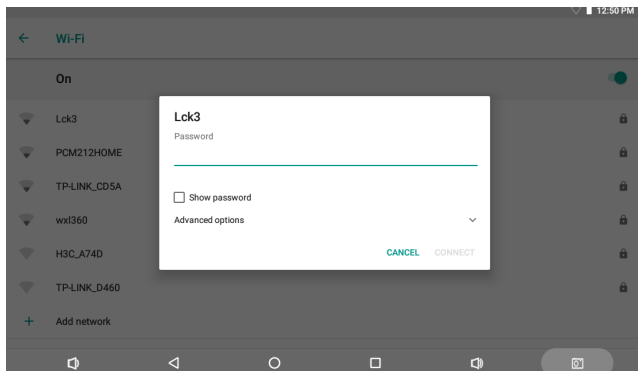 12:50 PM
Wi-Fi
On
Lck3
PCM212HOME
TP-LINK_CD5A
wxl360
H3C_A74D
TP-LINK_D460
Add network
Lck3
Password
Show password
Advanced options
CANCEL CONNECT